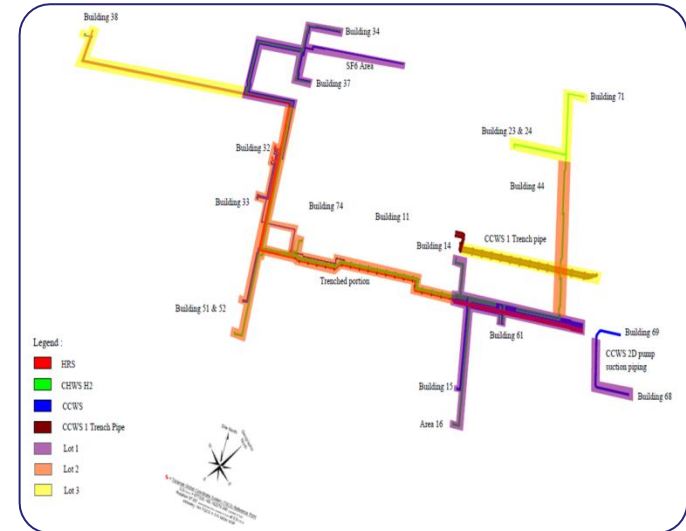 Building 38
Building 34
SF6 Area
Building 37
Building 71
Building 23 & 24
Building 32
Building 44
Building 33
Building 74
Building 11
Building 14
CCWS 1 Trench pipe
Trenched portion
Building 51 & 52
Building 61
Building 69
CCWS 2D pump
suction piping
Building 15
Building 68
Area 16
Legend :
HRS
CHWS H2
CCWS
CCWS 1 Trench Pipe
Lot 1
Lot 2
Lot 3